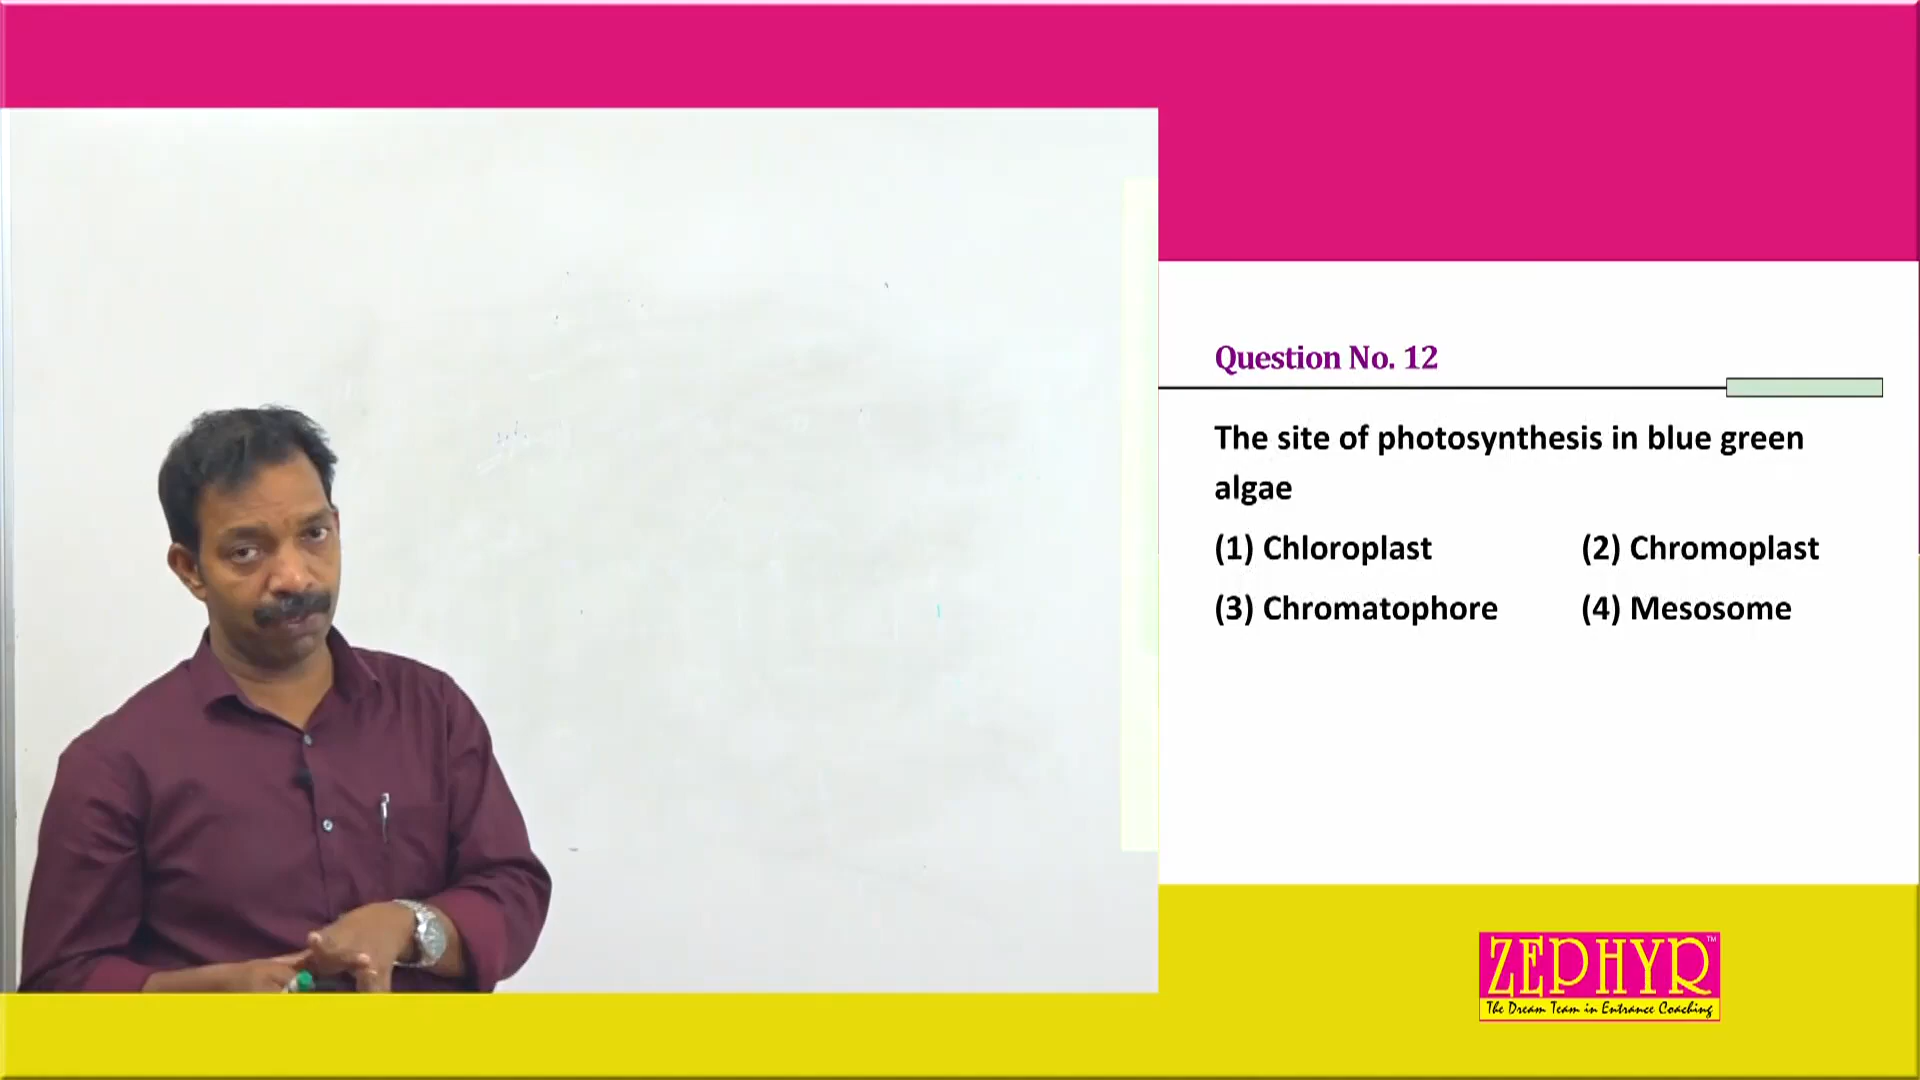 Question No. 12
The site of photosynthesis in blue green
algae
(1) Chloroplast (2) Chromoplast
(3) Chromatophore (4) Mesosome
ZEPHYR™
The Dream Team in Entrance Coaching